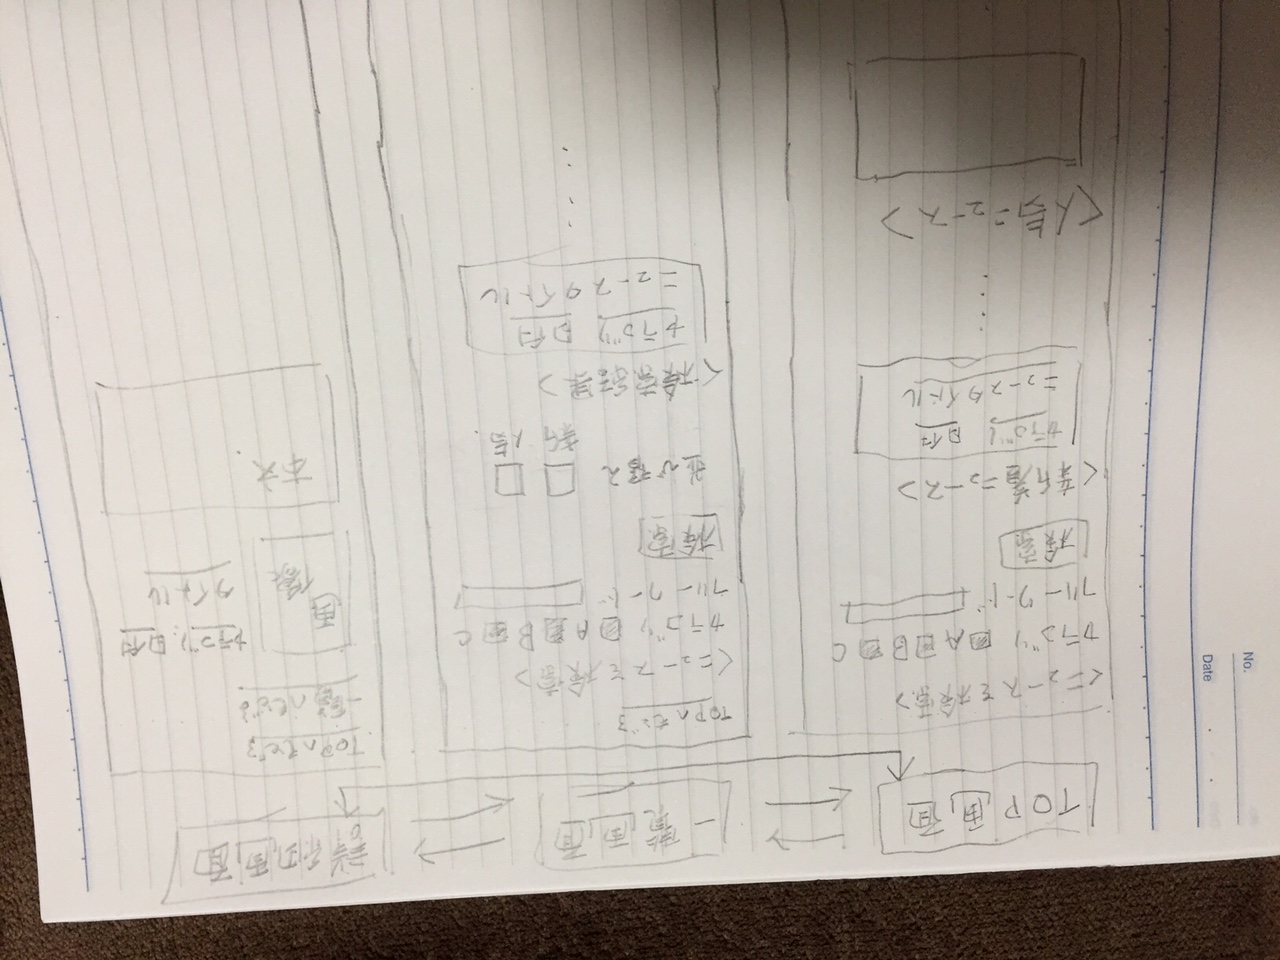 No.
Date
TOP画面
一覧画面
詳細画面
<ニュースを検索>
カテゴリ A B C
フリーワード
検索
<新着ニュース>
カテゴリ 日付
ニュースタイトル
<人気ニュース>
TOPへもどる
<ニュースを検索>
カテゴリ A B C
フリーワード
検索
並び替え
新 人気.
<検索結果>
カテゴリ 日付
ニュースタイトル
TOPへもどる
一覧へもどる.
画
像
カテゴリ. 日付
タイトル
本文.